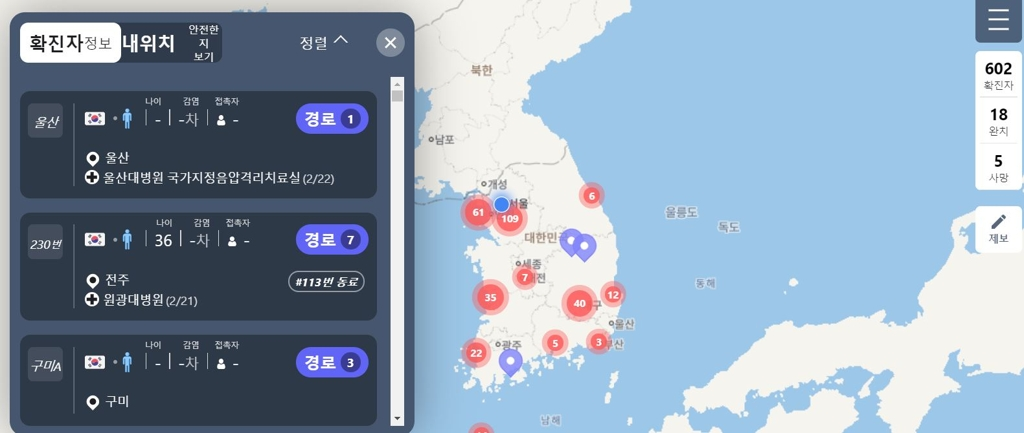 확진자정보 내위치 안전한지 보기 정렬
나이 감염 접촉자
울산 - -차 - 경로 1
울산
울산대병원 국가지정음압격리치료실 (2/22)
나이 감염 접촉자
230번 36 -차 - 경로 7
전주 #113번 동료
원광대병원 (2/21)
나이 감염 접촉자
구미A - -차 - 경로 3
구미
북한
남포
개성
서울
61
109
6
대한민
세종
7
전
35
40
구
12
울산
22
광주
5
3
부산
울릉도
독도
동해
남해
602
확진자
18
완치
5
사망
제보